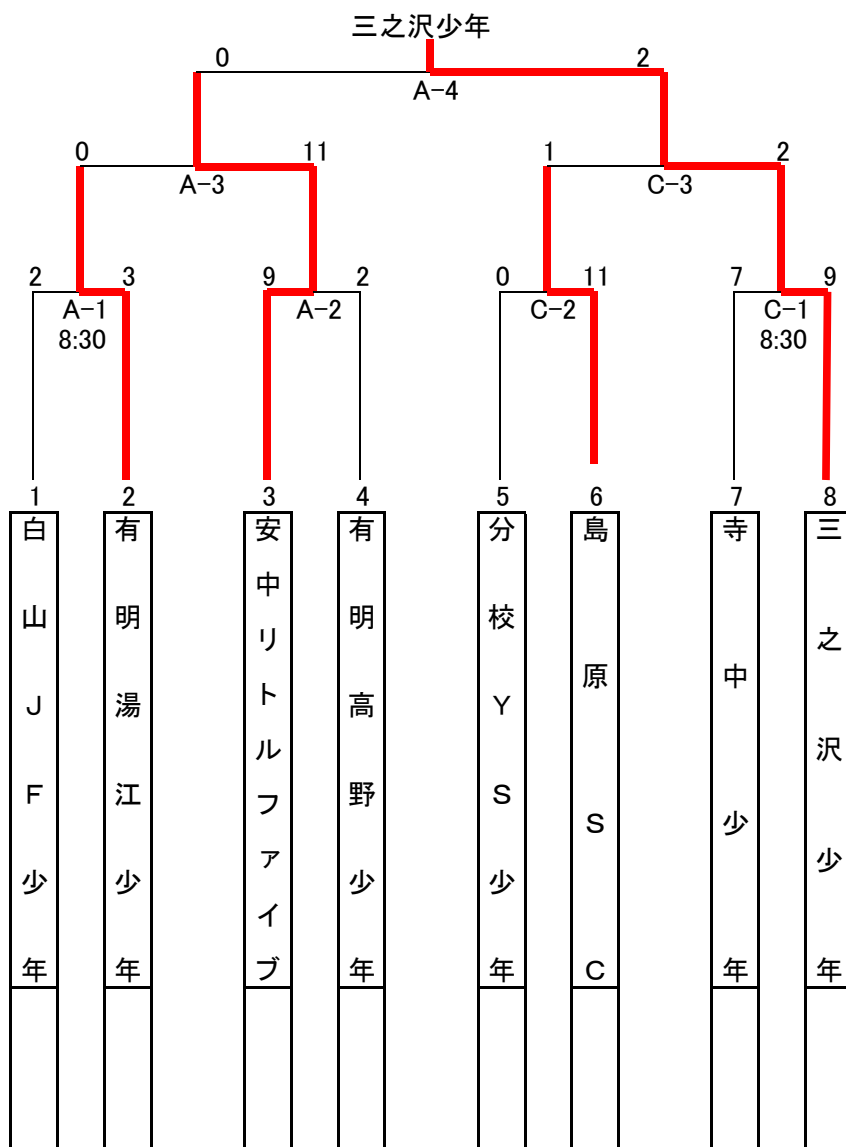 三之沢少年
0 2
A-4
0 11 1 2
A-3 C-3
2 3 9 2 0 11 7 9
A-1 A-2 C-2 C-1
8:30 8:30
1 2 3 4 5 6 7 8
白山JF少年
有明湯江少年
安中リトルファイブ
有明高野少年
分校YSS少年
島原SSC
寺中少年
三之沢少年